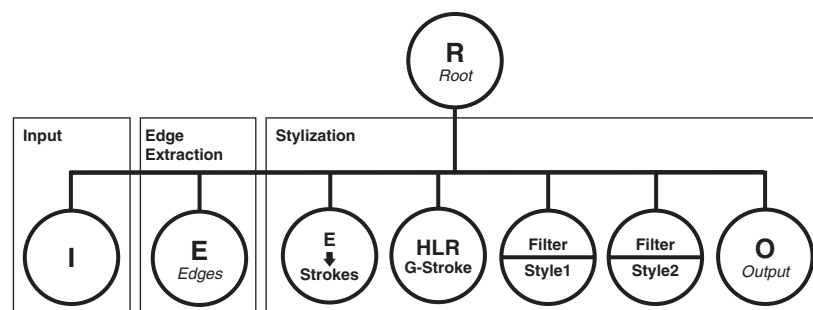 R
Root
Input
Edge
Extraction
Stylization
I
E
Edges
E
Strokes
HLR
G-Stroke
Filter
Style1
Filter
Style2
O
Output